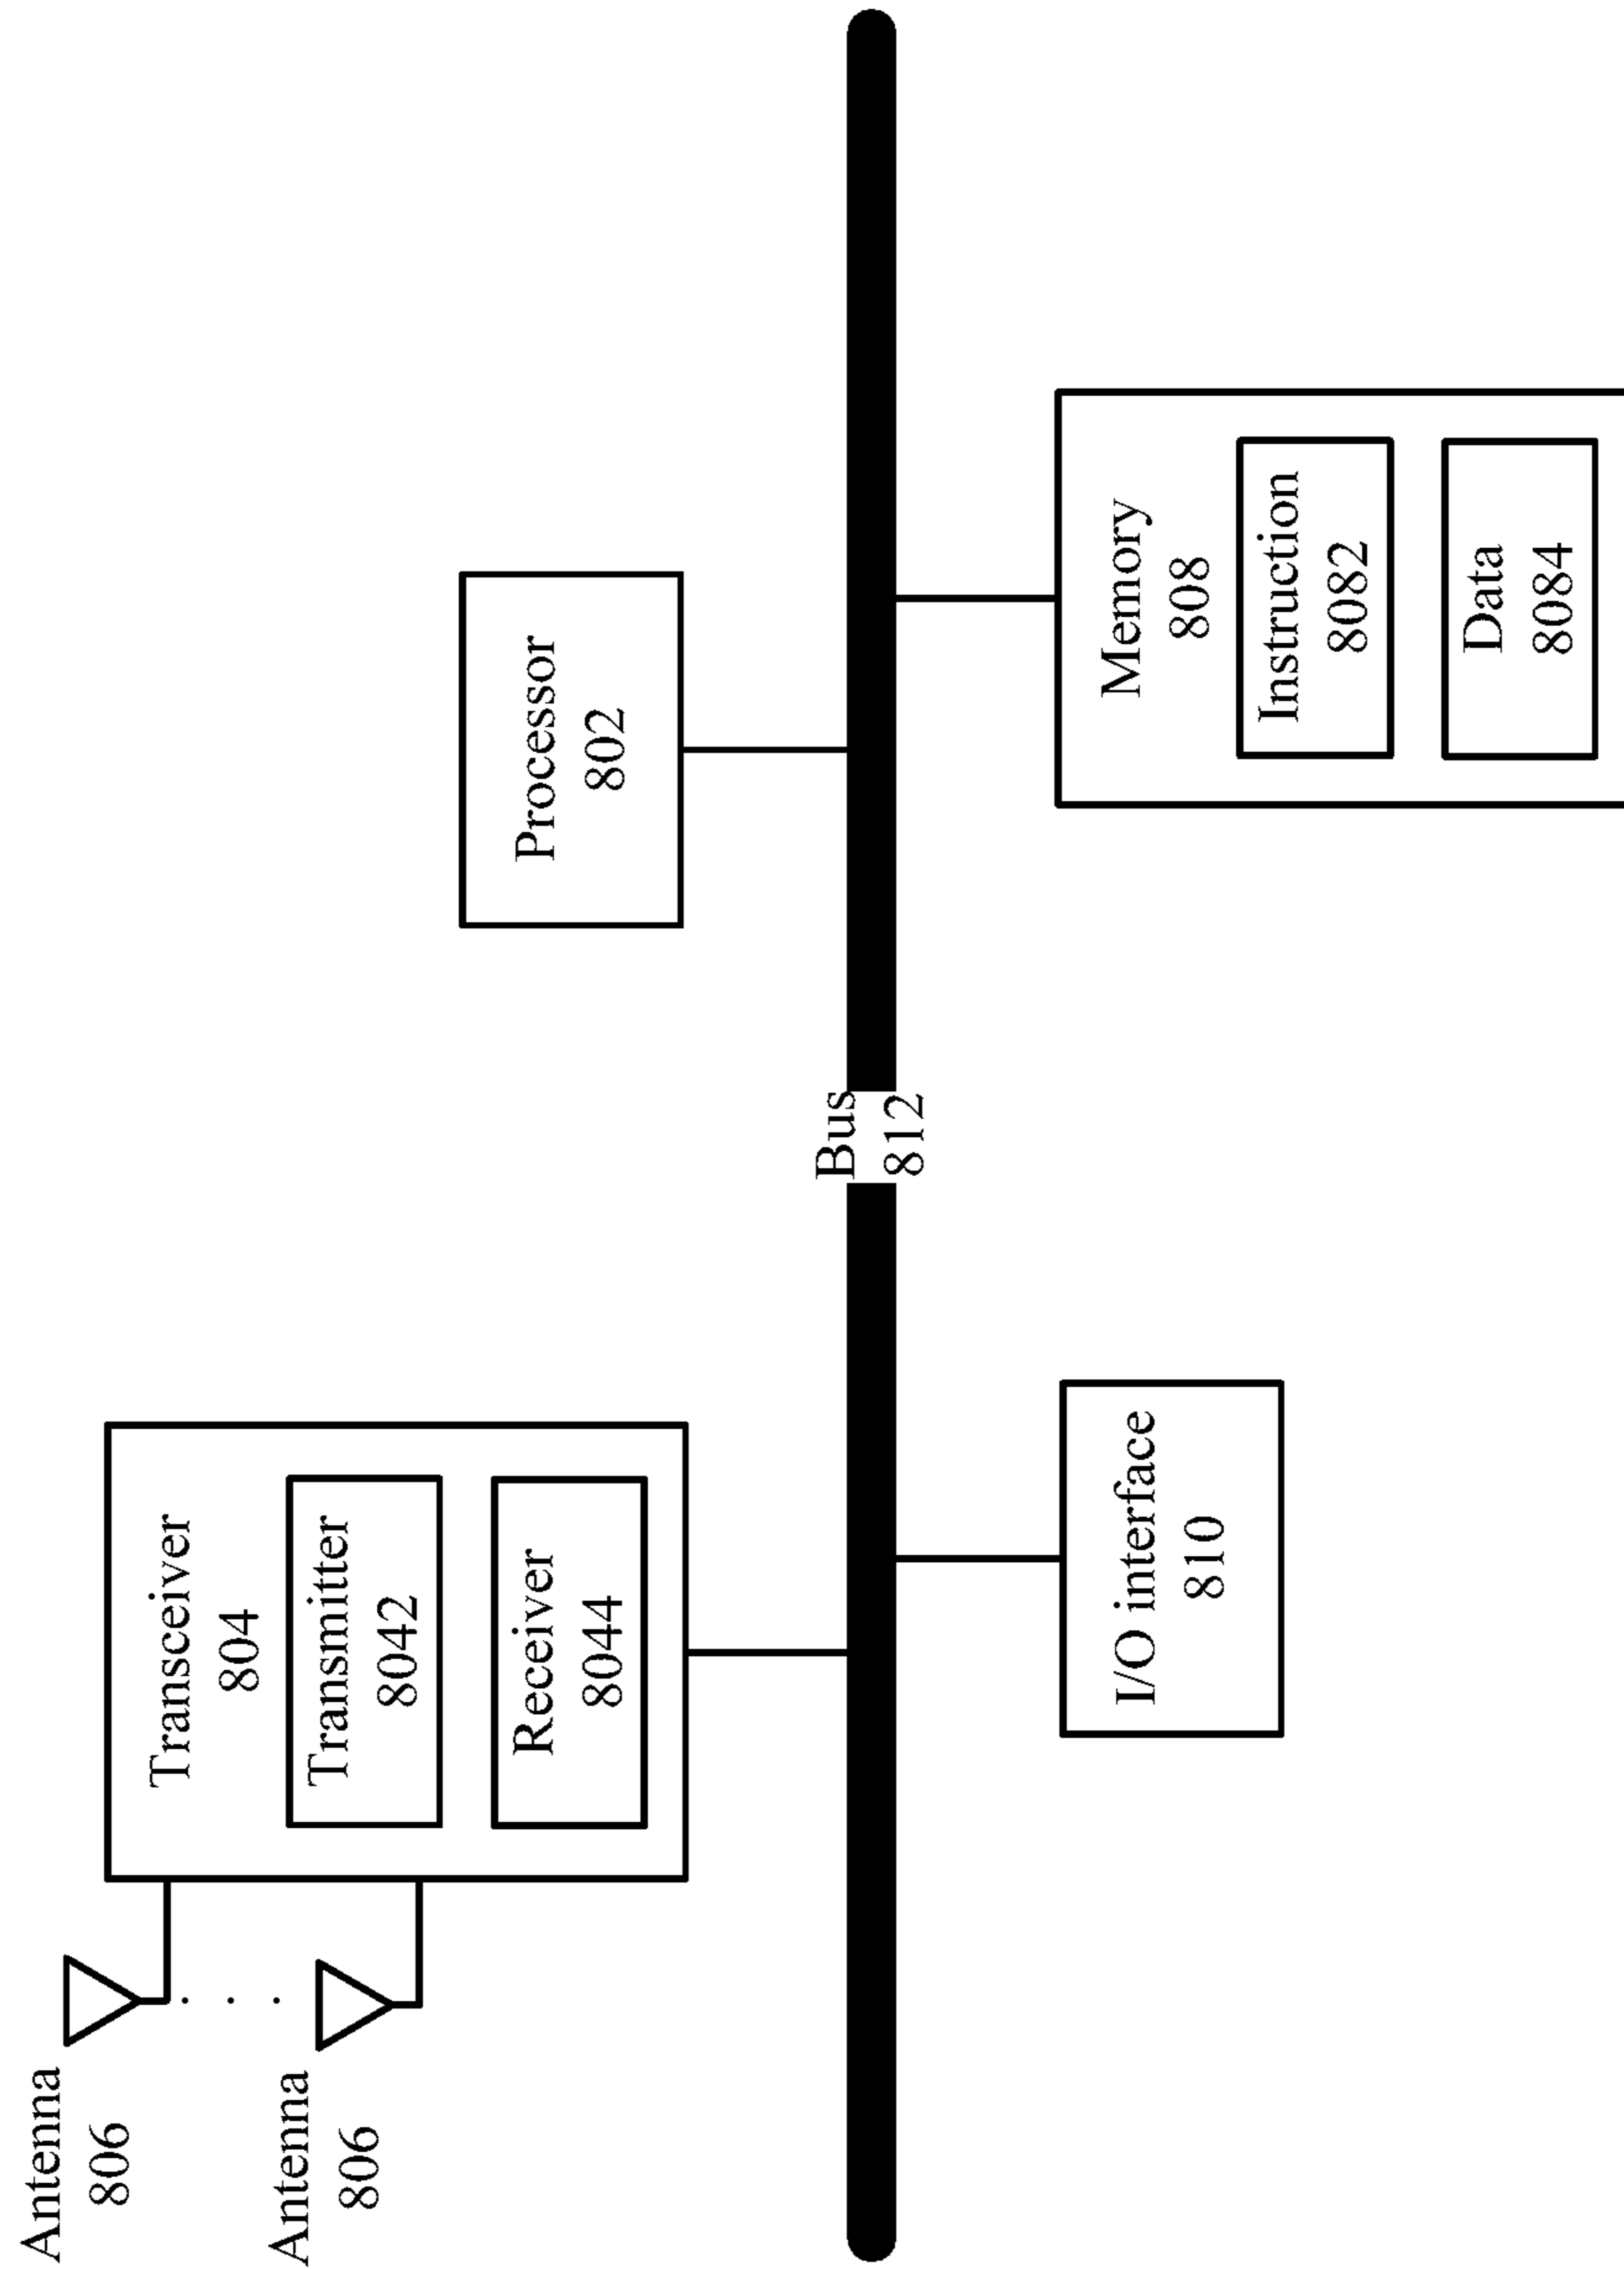 Antenna
806
Antenna
806
Transceiver
804
Transmitter
8042
Receiver
8044
Processor
802
Bus
812
I/O interface
810
Memory
808
Instruction
8082
Data
8084